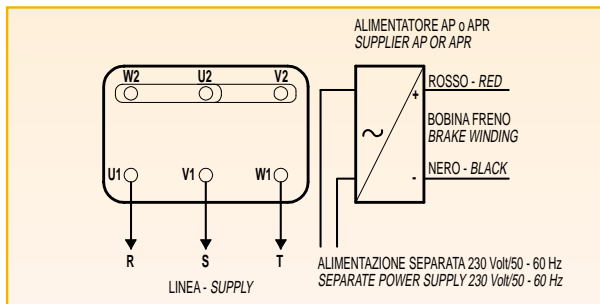 ALIMENTATORE AP o APR
SUPPLIER AP OR APR
W2 U2 V2
ROSSO - RED
+
BOBINA FRENO
BRAKE WINDING
~
U1 V1 W1
NERO - BLACK
-
R S T
LINEA - SUPPLY
ALIMENTAZIONE SEPARATA 230 Volt/50 - 60 Hz
SEPARATE POWER SUPPLY 230 Volt/50 - 60 Hz